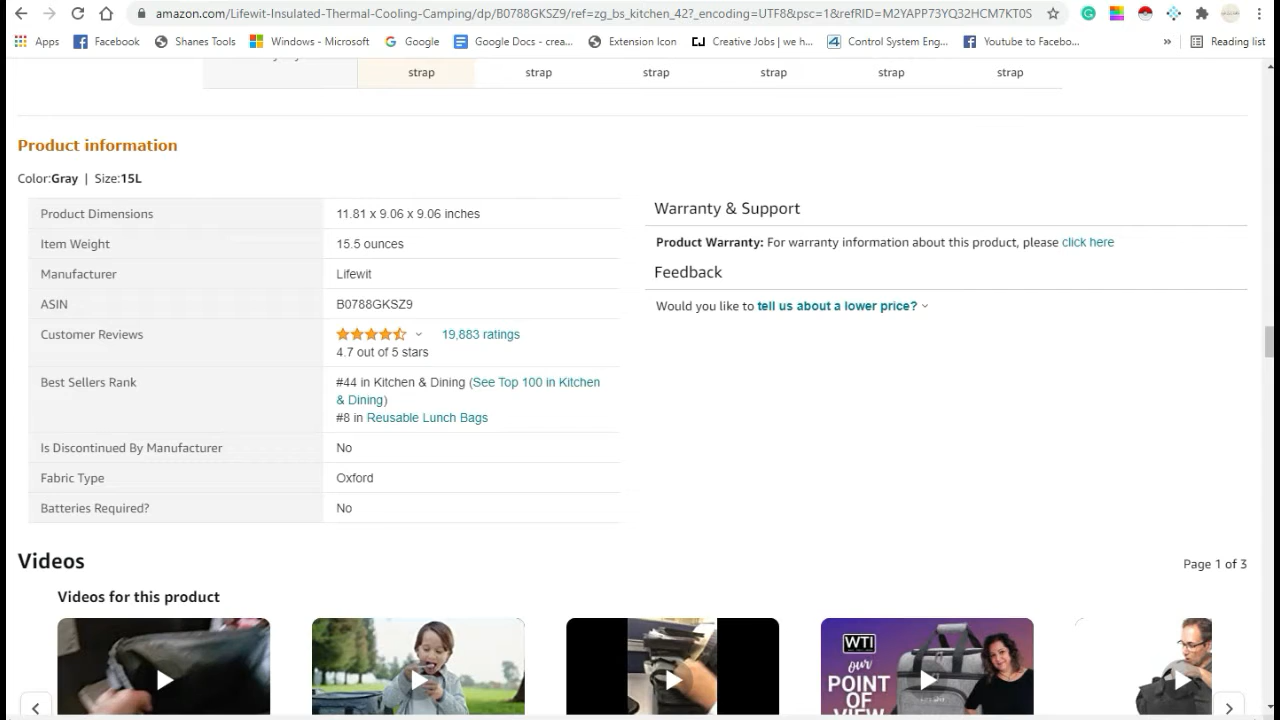 amazon.com/Lifewit-Insulated-Thermal-Cooling-Camping/dp/B0788GKSZ9/ref=zg_bs_kitchen_42?_encoding=UTF8&psc=1&refRID=M2YAPP73YQ32HCM7KT0S
Apps Facebook Shanes Tools Windows - Microsoft Google Google Docs - crea... Extension Icon Creative Jobs | we h... Control System Eng... Youtube to Facebo... » Reading list
strap strap strap strap strap strap
Product information
Color:Gray | Size:15L
Product Dimensions 11.81 x 9.06 x 9.06 inches
Item Weight 15.5 ounces
Manufacturer Lifewit
ASIN B0788GKSZ9
Customer Reviews 19,883 ratings
4.7 out of 5 stars
Best Sellers Rank #44 in Kitchen & Dining (See Top 100 in Kitchen
& Dining)
#8 in Reusable Lunch Bags
Is Discontinued By Manufacturer No
Fabric Type Oxford
Batteries Required? No
Warranty & Support
Product Warranty: For warranty information about this product, please click here
Feedback
Would you like to tell us about a lower price?
Videos
Page 1 of 3
Videos for this product
WTI
our
POINT
OF
VIEW